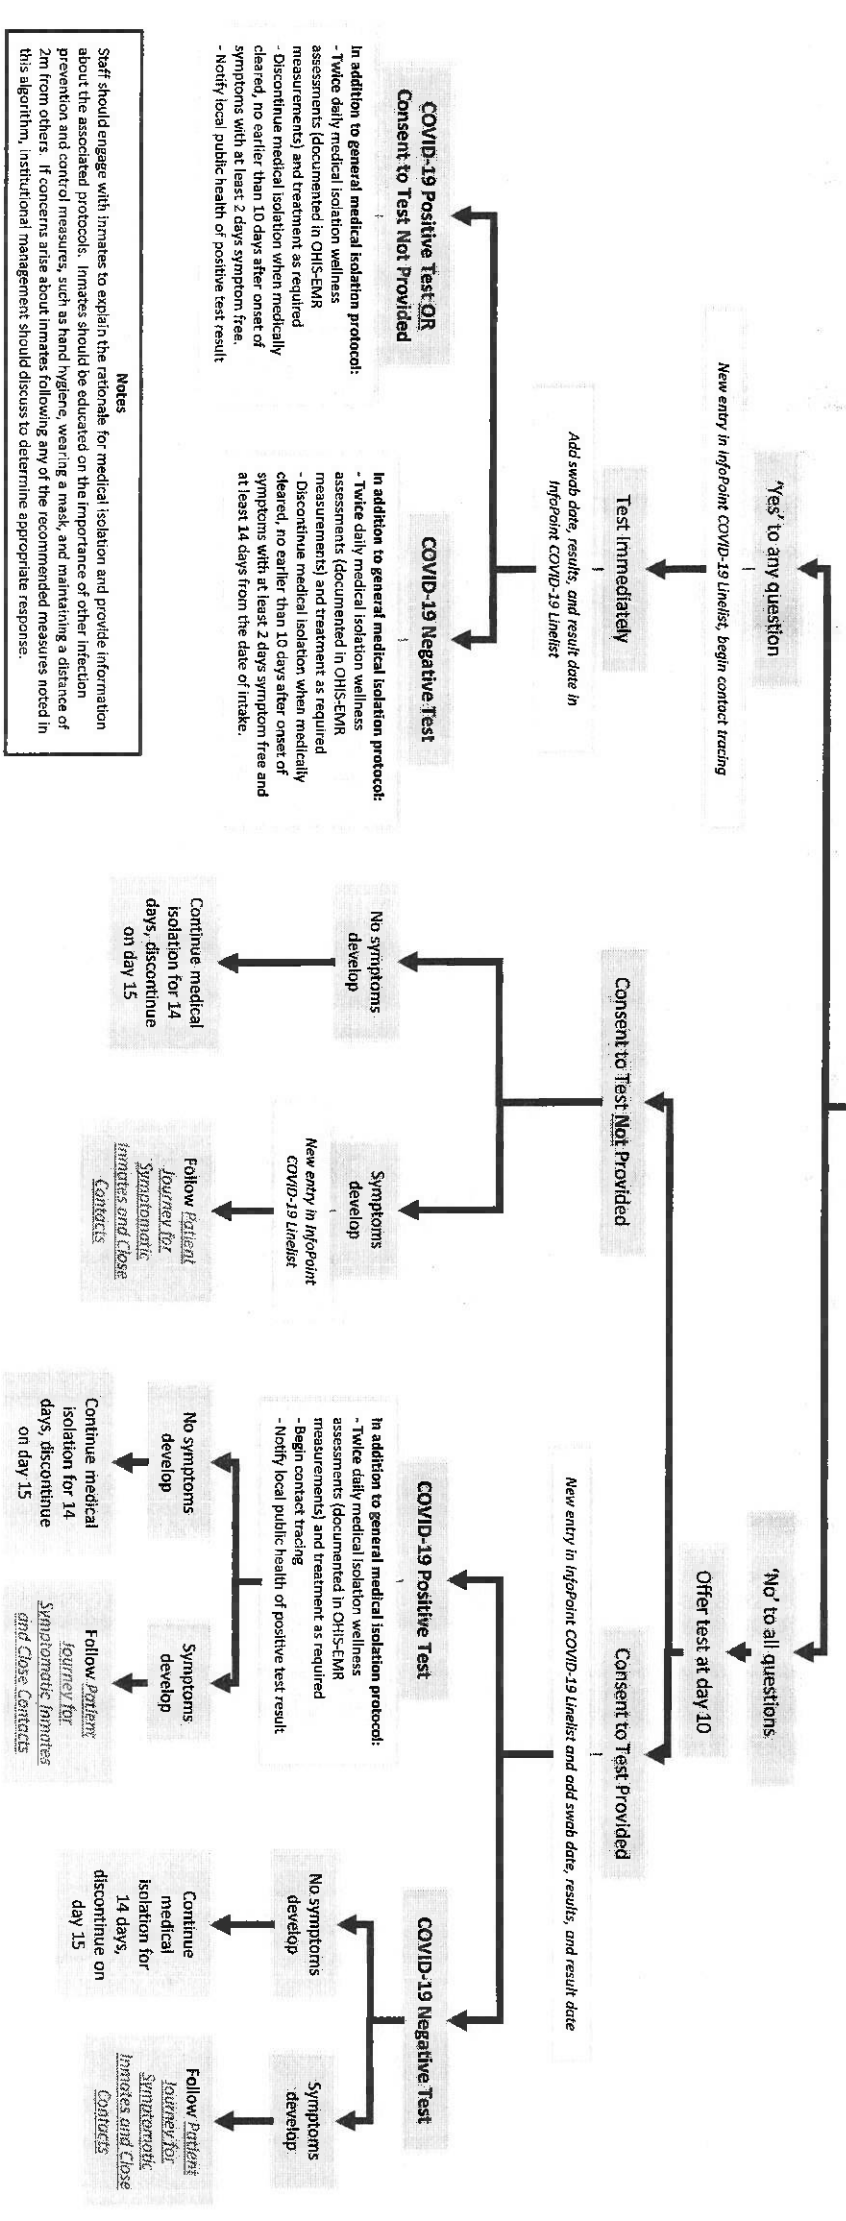 'Yes' to any question
New entry in InfoPoint COVID-19 Linelist, begin contact tracing
Test Immediately
Add swab date, results, and result date in
InfoPoint COVID-19 Linelist
COVID-19 Positive Test OR
Consent to Test Not Provided
In addition to general medical isolation protocol:
- Twice daily medical isolation wellness
assessments (documented in OHIS-EMR
measurements) and treatment as required
- Discontinue medical isolation when medically
cleared, no earlier than 10 days after onset of
symptoms with at least 2 days symptom free.
- Notify local public health of positive test result
COVID-19 Negative Test
In addition to general medical isolation protocol:
- Twice daily medical isolation wellness
assessments (documented in OHIS-EMR
measurements) and treatment as required
- Discontinue medical isolation when medically
cleared, no earlier than 10 days after onset of
symptoms with at least 2 days symptom free and
at least 14 days from the date of intake.
'No' to all questions
Offer test at day 10
Consent to Test Not Provided
No symptoms
develop
Continue medical
isolation for 14
days, discontinue
on day 15
Symptoms
develop
New entry in InfoPoint
COVID-19 Linelist
Follow Patient
Journey for
Symptomatic
Inmates and Close
Contacts
Consent to Test Provided
New entry in InfoPoint COVID-19 Linelist and add swab date, results, and result date
COVID-19 Positive Test
In addition to general medical isolation protocol:
- Twice daily medical isolation wellness
assessments (documented in OHIS-EMR
measurements) and treatment as required
- Begin contact tracing
- Notify local public health of positive test result
No symptoms
develop
Continue medical
isolation for 14
days, discontinue
on day 15
Symptoms
develop
Follow Patient
Journey for
Symptomatic Inmates
and Close Contacts
COVID-19 Negative Test
No symptoms
develop
Continue
medical
isolation for
14 days,
discontinue on
day 15
Symptoms
develop
Follow Patient
Journey for
Symptomatic
Inmates and Close
Contacts
Notes
Staff should engage with inmates to explain the rationale for medical isolation and provide information
about the associated protocols. Inmates should be educated on the importance of other infection
prevention and control measures, such as hand hygiene, wearing a mask, and maintaining a distance of
2m from others. If concerns arise about inmates following any of the recommended measures noted in
this algorithm, institutional management should discuss to determine appropriate response.